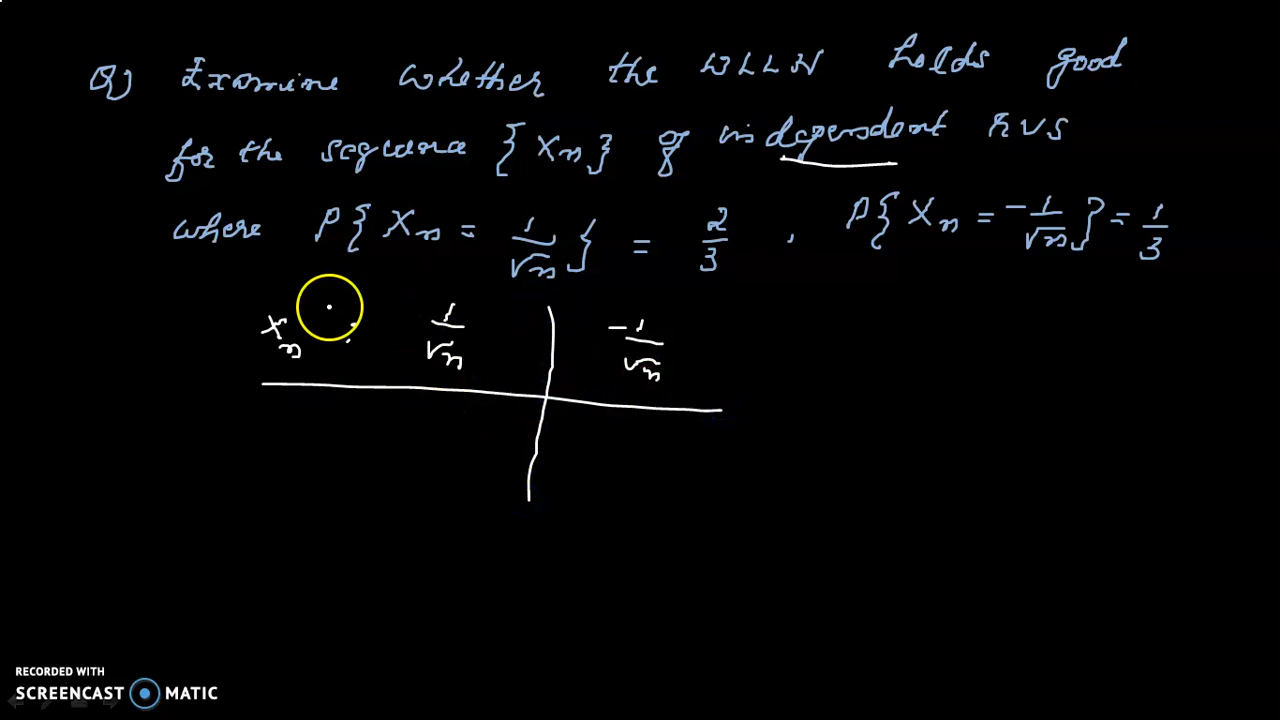 Q) Examine whether the WLLN holds good
for the sequence {Xn} of independent RVS
where P{Xn = 1/√n} = 2/3 , P{Xn = -1/√n} = 1/3
Xn : 1/√n -1/√n
RECORDED WITH
SCREENCAST MATIC